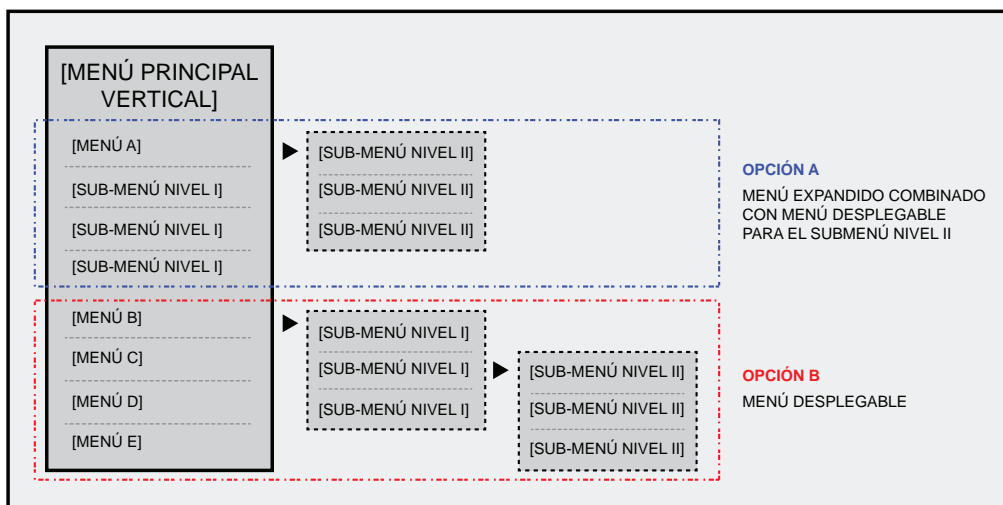 [MENÚ PRINCIPAL
VERTICAL]
[MENÚ A]
[SUB-MENÚ NIVEL I]
[SUB-MENÚ NIVEL I]
[SUB-MENÚ NIVEL I]
[SUB-MENÚ NIVEL II]
[SUB-MENÚ NIVEL II]
[SUB-MENÚ NIVEL II]
OPCIÓN A
MENÚ EXPANDIDO COMBINADO
CON MENÚ DESPLEGABLE
PARA EL SUBMENÚ NIVEL II
[MENÚ B]
[MENÚ C]
[MENÚ D]
[MENÚ E]
[SUB-MENÚ NIVEL I]
[SUB-MENÚ NIVEL I]
[SUB-MENÚ NIVEL I]
[SUB-MENÚ NIVEL II]
[SUB-MENÚ NIVEL II]
[SUB-MENÚ NIVEL II]
OPCIÓN B
MENÚ DESPLEGABLE